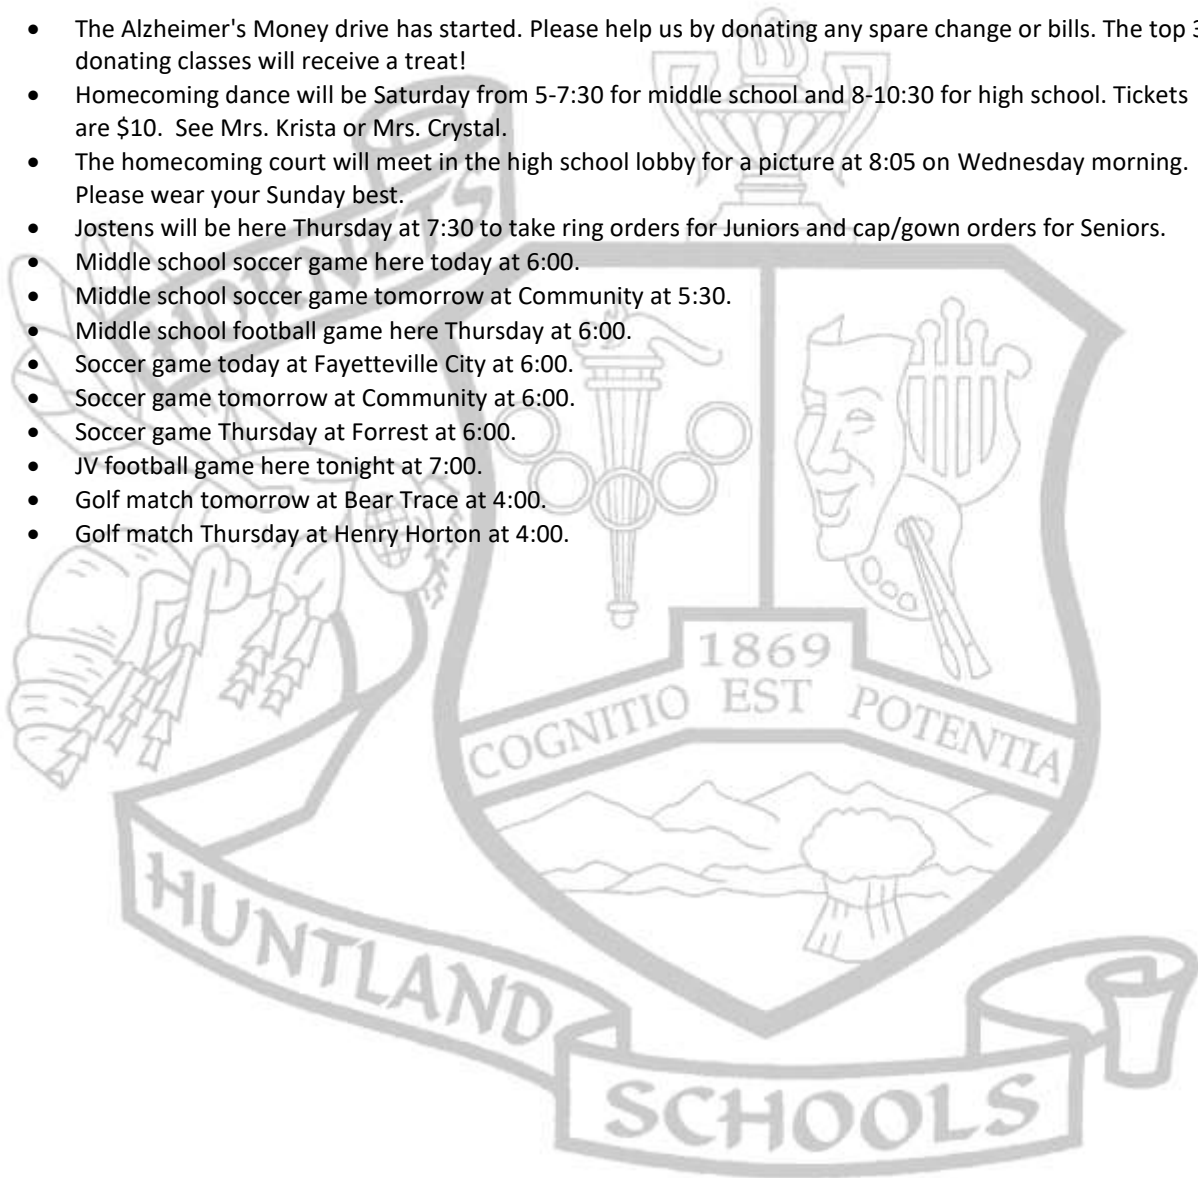 • The Alzheimer's Money drive has started. Please help us by donating any spare change or bills. The top 3
donating classes will receive a treat!
• Homecoming dance will be Saturday from 5-7:30 for middle school and 8-10:30 for high school. Tickets
are $10.  See Mrs. Krista or Mrs. Crystal.
• The homecoming court will meet in the high school lobby for a picture at 8:05 on Wednesday morning.
Please wear your Sunday best.
• Jostens will be here Thursday at 7:30 to take ring orders for Juniors and cap/gown orders for Seniors.
• Middle school soccer game here today at 6:00.
• Middle school soccer game tomorrow at Community at 5:30.
• Middle school football game here Thursday at 6:00.
• Soccer game today at Fayetteville City at 6:00.
• Soccer game tomorrow at Community at 6:00.
• Soccer game Thursday at Forrest at 6:00.
• JV football game here tonight at 7:00.
• Golf match tomorrow at Bear Trace at 4:00.
• Golf match Thursday at Henry Horton at 4:00.
HORNETS
1869
COGNITIO EST POTENTIA
HUNTLAND
SCHOOLS